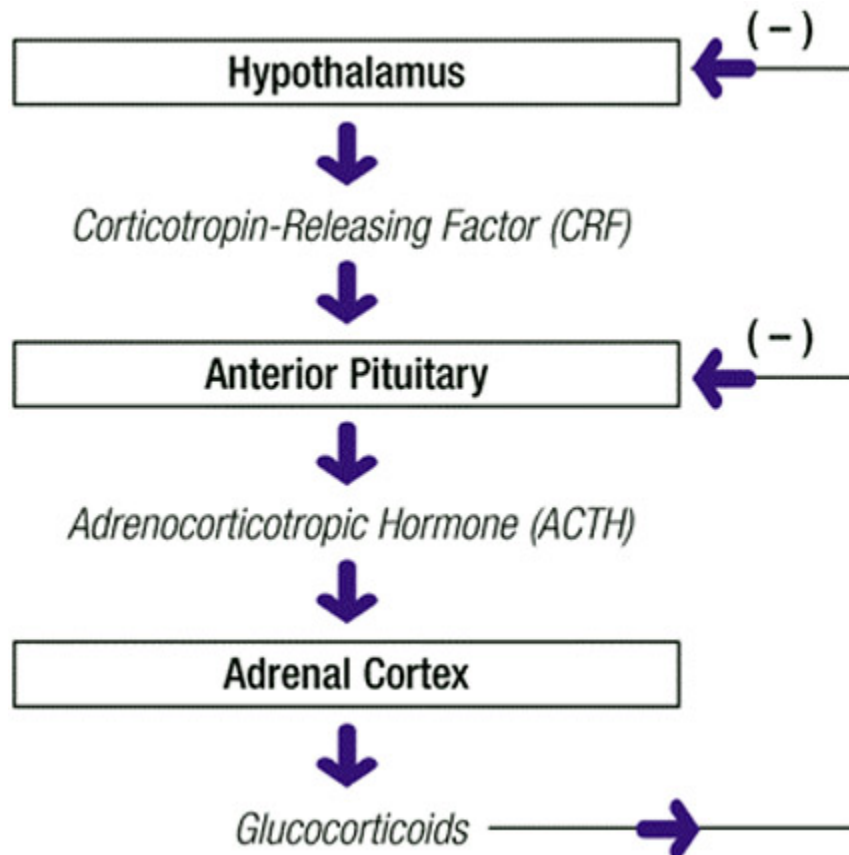 (–)
Hypothalamus
Corticotropin-Releasing Factor (CRF)
(–)
Anterior Pituitary
Adrenocorticotropic Hormone (ACTH)
Adrenal Cortex
Glucocorticoids